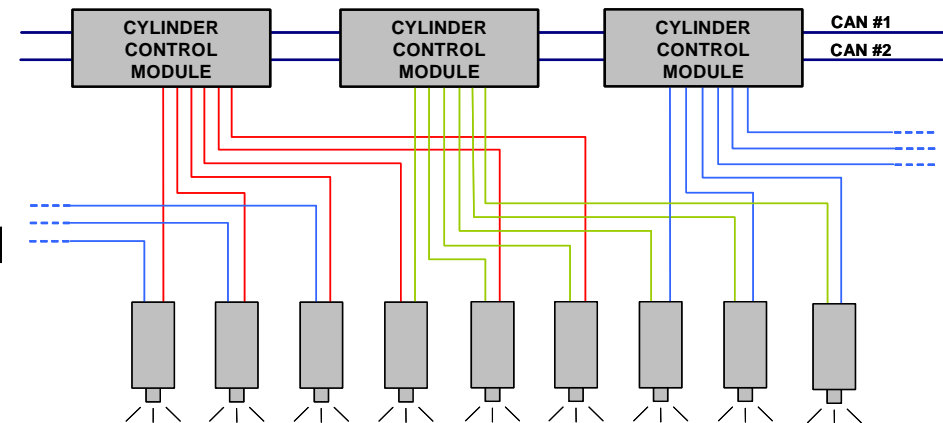 CYLINDER
CONTROL
MODULE
CYLINDER
CONTROL
MODULE
CYLINDER
CONTROL
MODULE
CAN #1
CAN #2